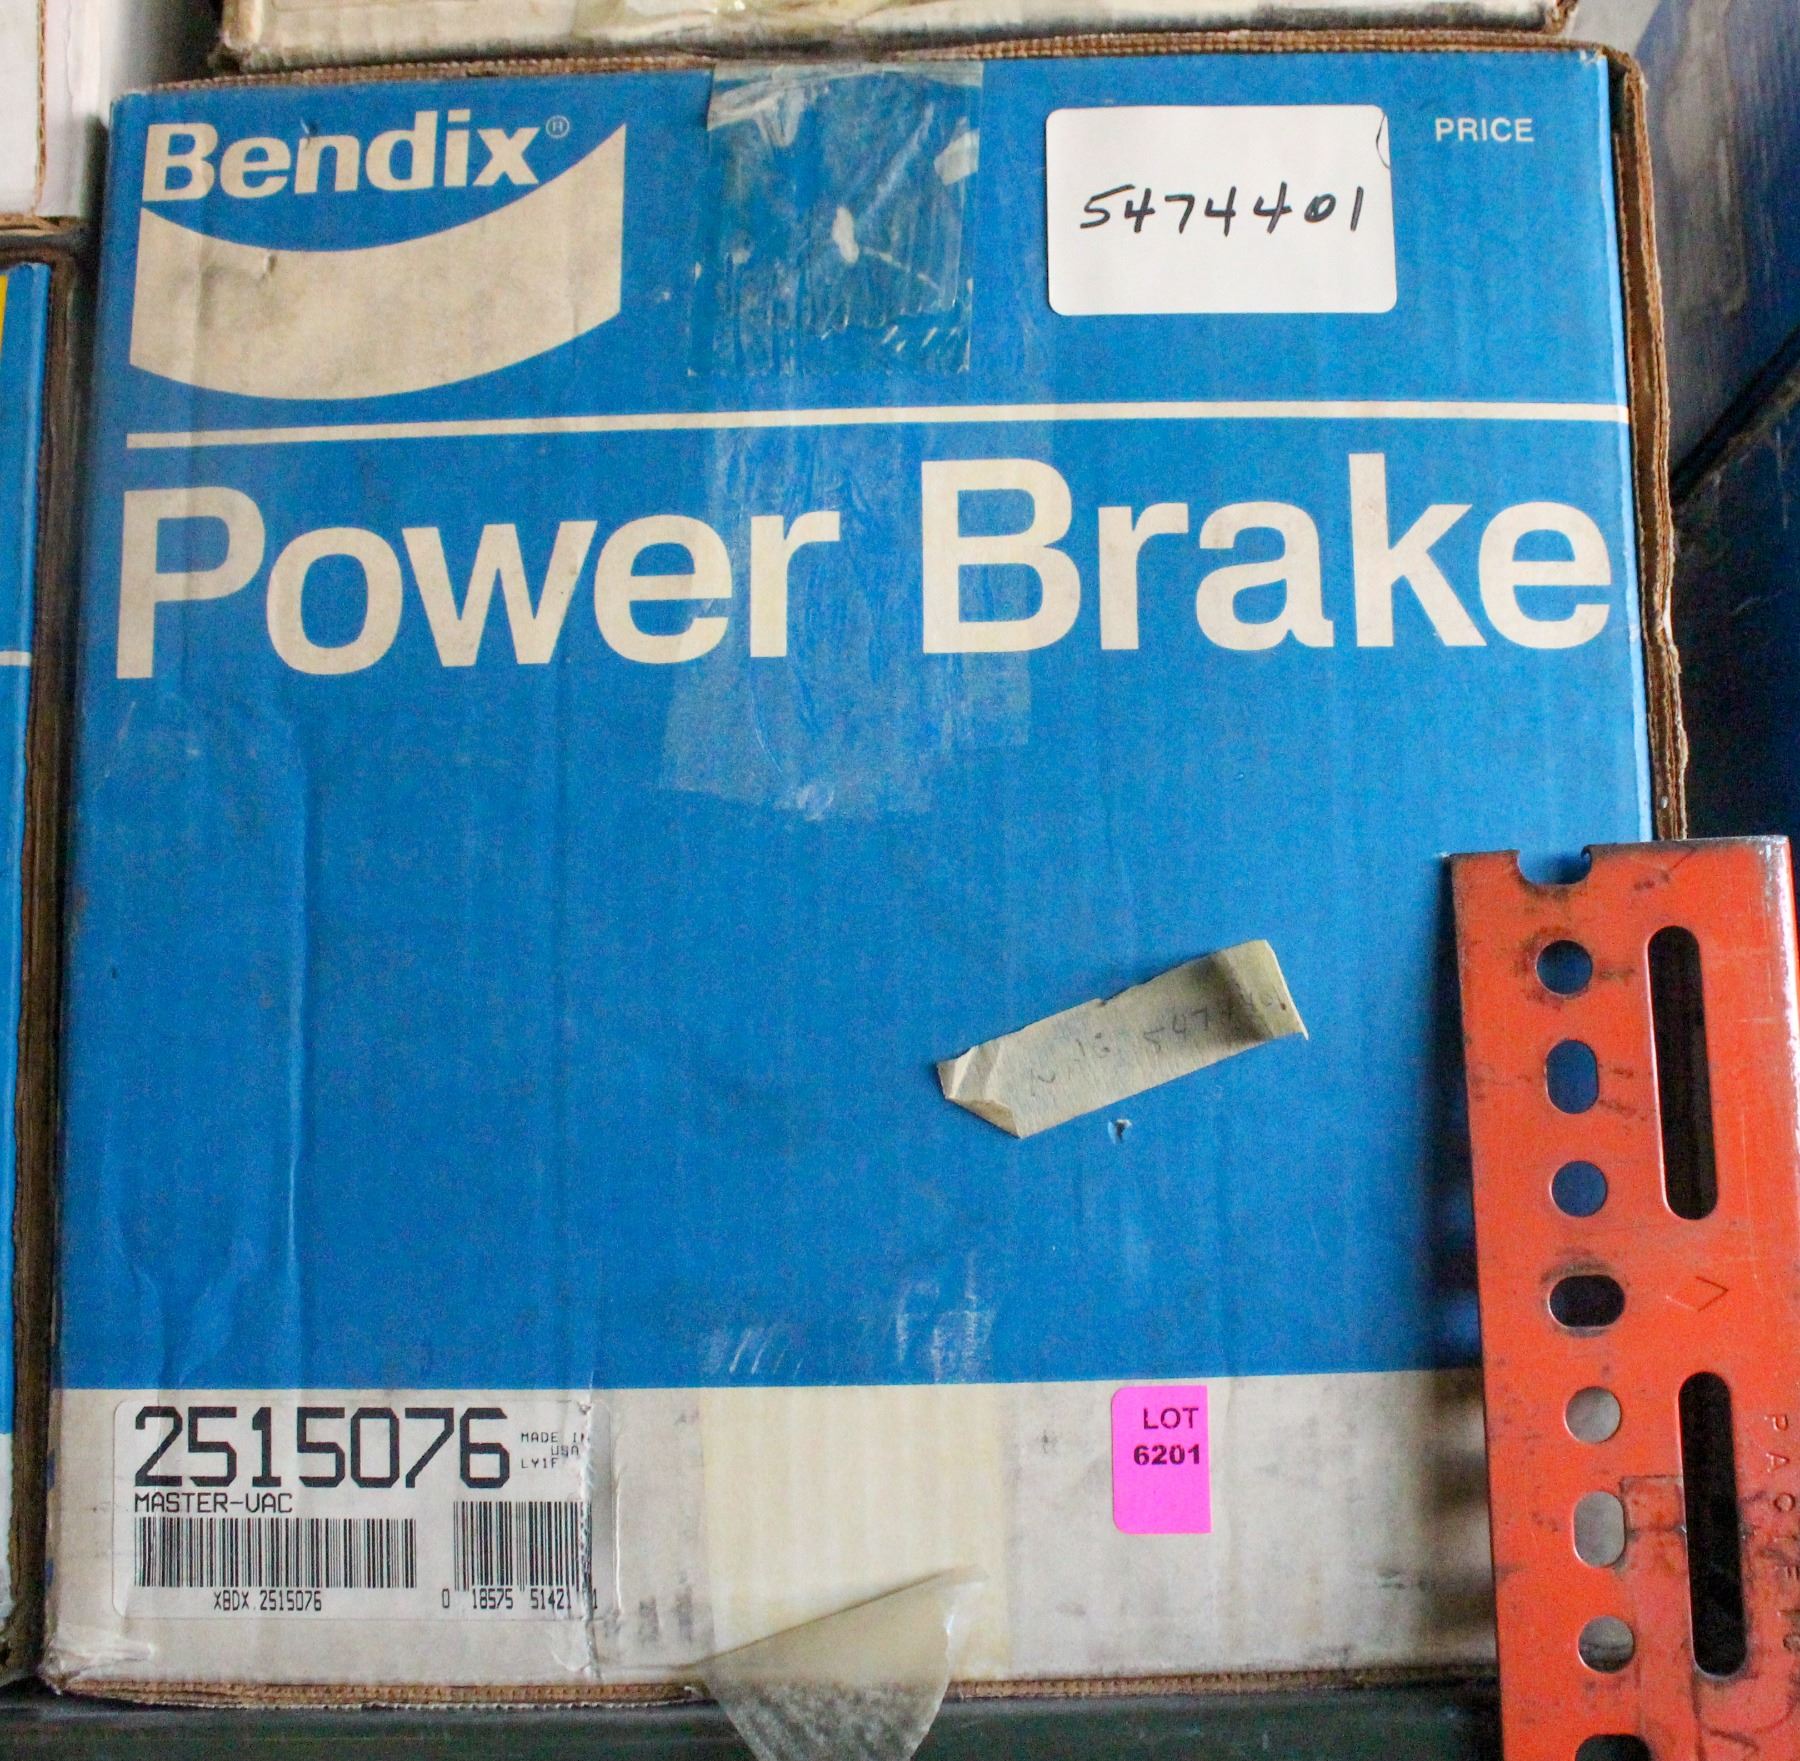 Bendix®
5474401
PRICE
Power Brake
2515076
MADE IN
USA
LY1F
MASTER-VAC
XBDX 2515076
0 18575 51421 1
LOT
6201